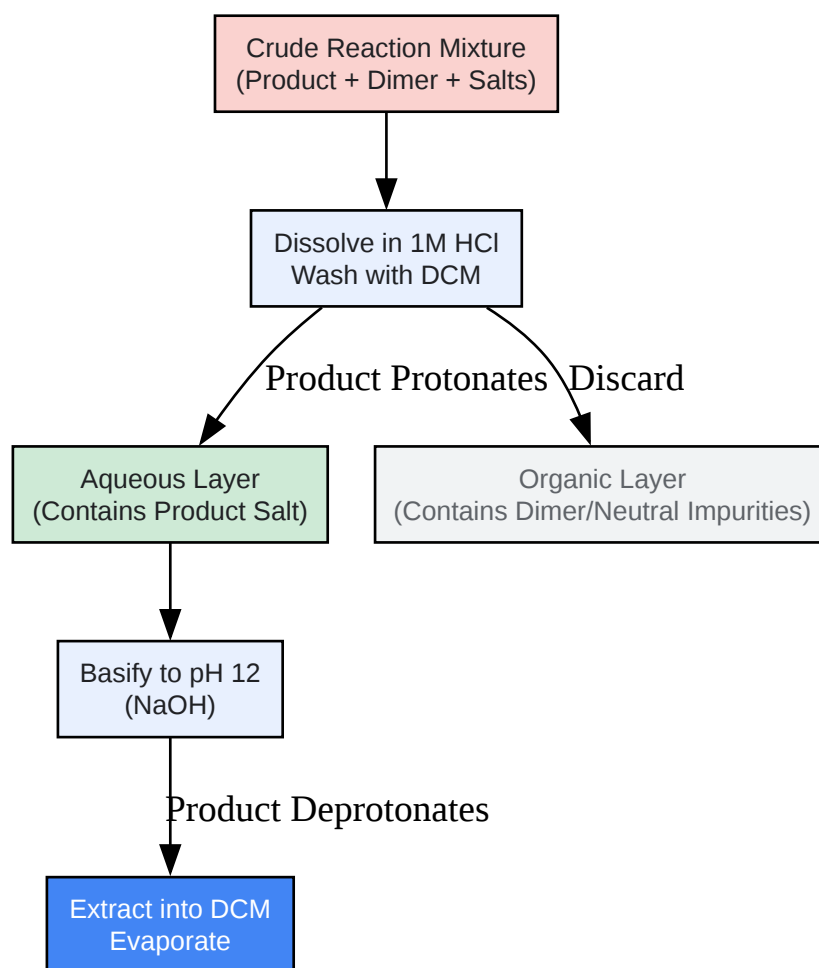 Crude Reaction Mixture
(Product + Dimer + Salts)
Dissolve in 1M HCl
Wash with DCM
Product Protonates
Discard
Aqueous Layer
(Contains Product Salt)
Organic Layer
(Contains Dimer/Neutral Impurities)
Basify to pH 12
(NaOH)
Product Deprotonates
Extract into DCM
Evaporate